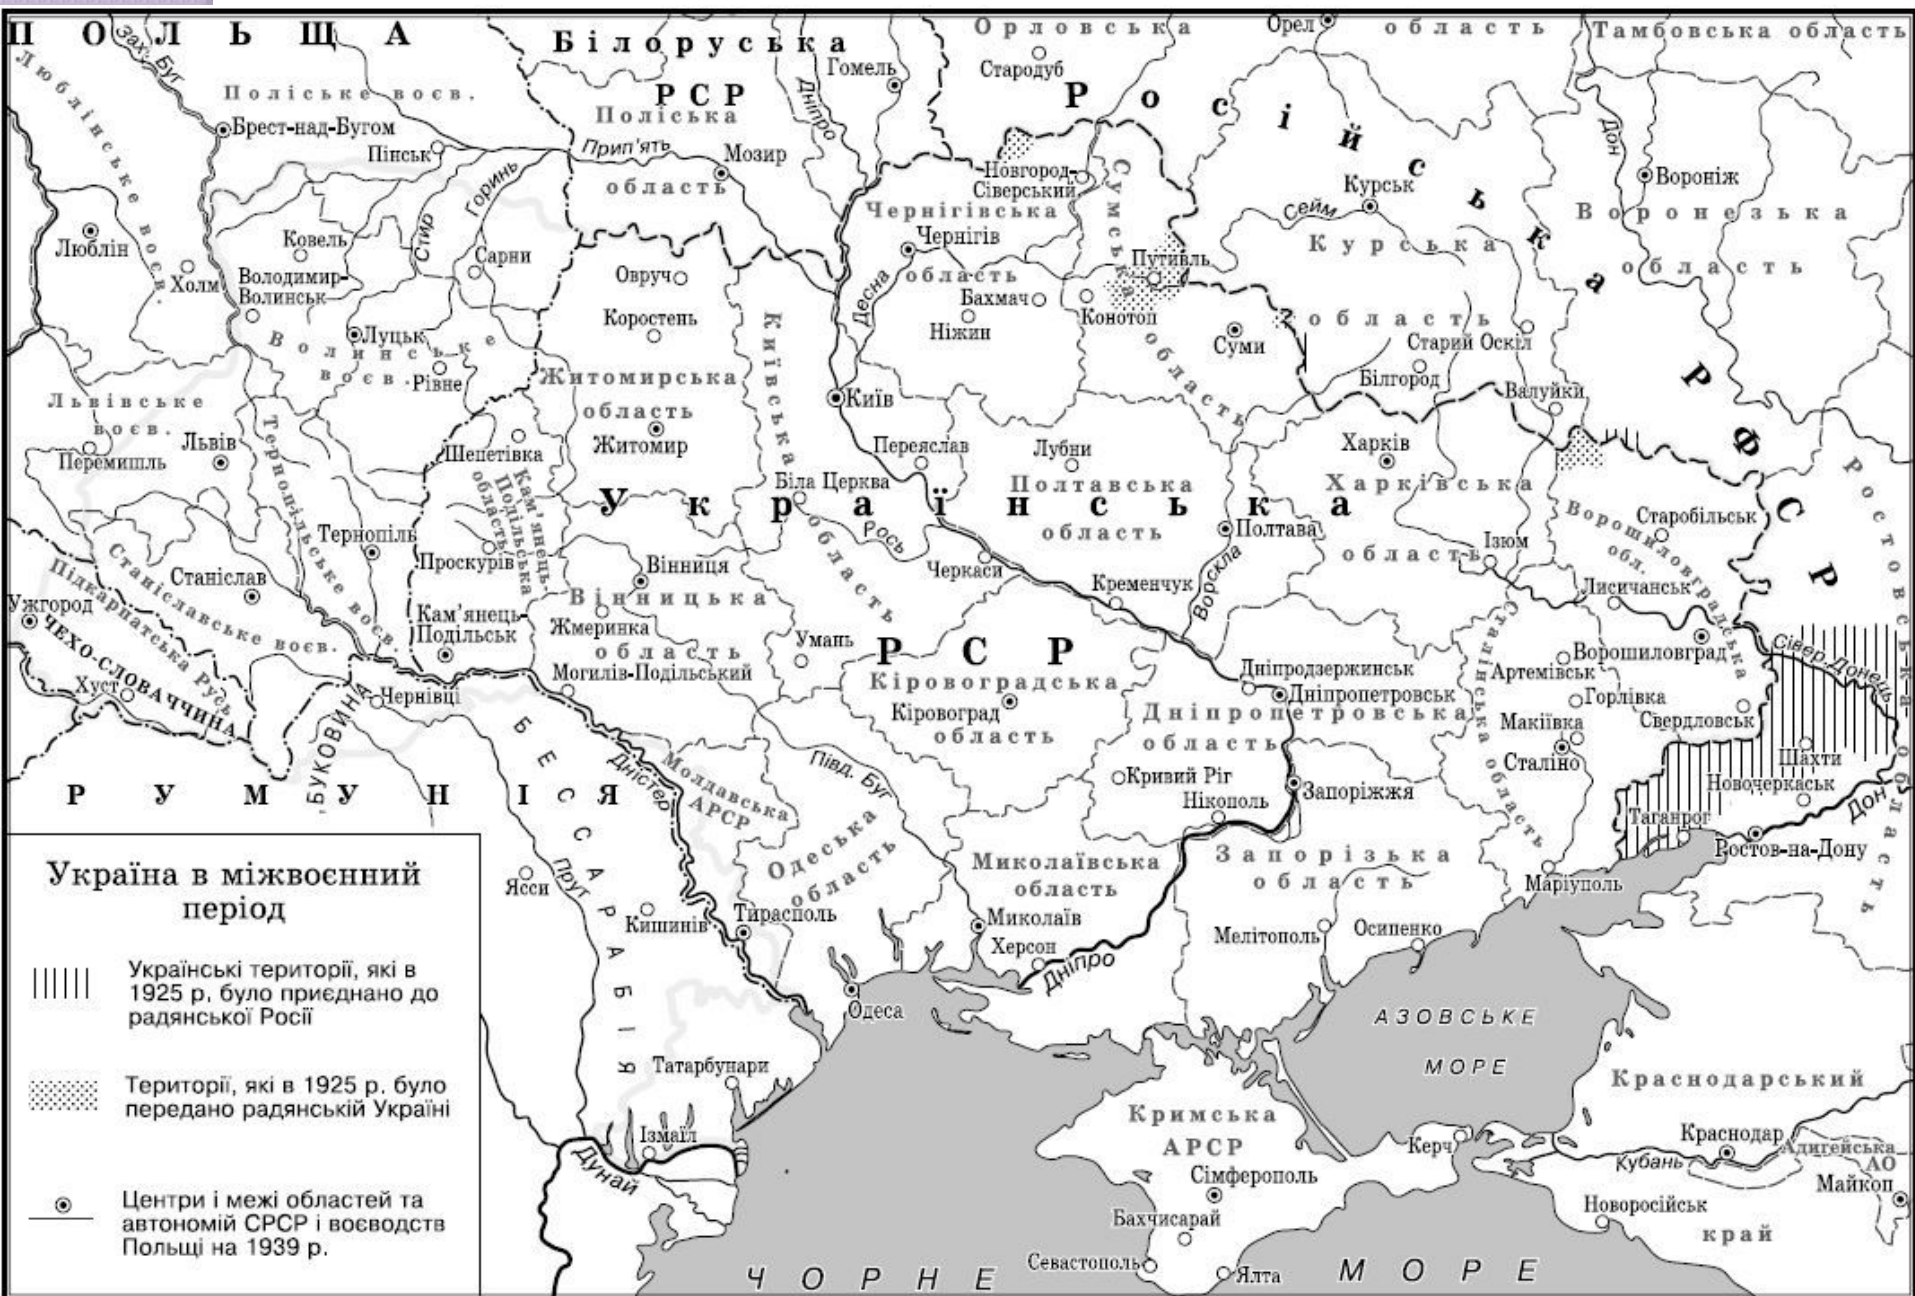 ПОЛЬЩА
Зах. Буг
Люблінське воєв.
Поліське воєв.
Брест-над-Бугом
Пінськ
Білоруська
РСР
Гомель
Дніпро
Поліська
область
Прип'ять
Мозир
Орловська
область
Стародуб
Орел
Тамбовська область
Російська РФСР
Дон
Вороніж
Воронезька
область
Новгород-
Сіверський
Чернігівська
область
Чернігів
Сумська
область
Сейм
Курськ
Курська
область
Люблін
Холм
Ковель
Володимир-
Волинськ
Стир
Горинь
Сарни
Овруч
Коростень
Київська
область
Десна
Бахмач
Ніжин
Конотоп
Путивль
Суми
Старий Оскіл
Білгород
Валуйки
Луцьк
Волинське
воєв.
Рівне
Житомирська
область
Житомир
Київ
Львівське
воєв.
Львів
Перемишль
Тернопільське воєв.
Шепетівка
Кам'янець-
Подільська
область
Переяслав
Лубни
Харків
Біла Церква
Полтавська
область
Харківська
область
Українська
РСР
Рось
Полтава
Ворошиловградська
обл.
Старобільськ
Ростовська область
Тернопіль
Проскурів
Вінниця
Вінницька
область
Черкаси
Кременчук
Ворскла
Ізюм
Лисичанськ
Станіславське воєв.
Станіслав
Підкарпатська Русь
Ужгород
ЧЕХО-СЛОВАЧЧИНА
Хуст
Кам'янець-
Подільськ
Жмеринка
Могилів-Подільський
Умань
Кіровоградська
Кіровоград
область
Дніпродзержинськ
Дніпропетровськ
Дніпропетровська
область
Сталінська область
Артемівськ
Ворошиловград
Горлівка
Макіївка
Сталіно
Свердловськ
Сівер. Донець
Шахти
Новочеркаськ
Дон
Чернівці
БУКОВИНА
РУМУНІЯ
БЕССАРАБІЯ
Дністер
Молдавська
АРСР
Півд. Буг
Кривий Ріг
Нікополь
Запоріжжя
Таганрог
Ростов-на-Дону
Одеська
область
Миколаївська
область
Запорізька
область
Маріуполь
Ясси
Прут
Кишинів
Тирасполь
Миколаїв
Херсон
Дніпро
Мелітополь
Осипенко
Одеса
АЗОВСЬКЕ
МОРЕ
Татарбунари
Ізмаїл
Дунай
Кримська
АРСР
Сімферополь
Бахчисарай
Севастополь
Ялта
Керч
Краснодарський
край
Краснодар
Кубань
Адигейська
АО
Майкоп
Новоросійськ
ЧОРНЕ МОРЕ
Україна в міжвоєнний
період
Українські території, які в
1925 р. було приєднано до
радянської Росії
Території, які в 1925 р. було
передано радянській Україні
Центри і межі областей та
автономій СРСР і воєводств
Польщі на 1939 р.